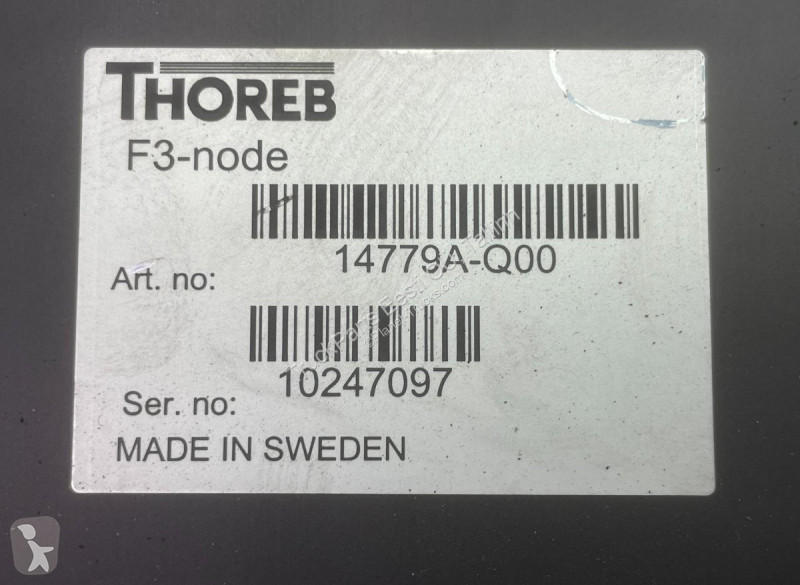 THOREB
F3-node
14779A-Q00
Art. no:
10247097
Ser. no:
MADE IN SWEDEN